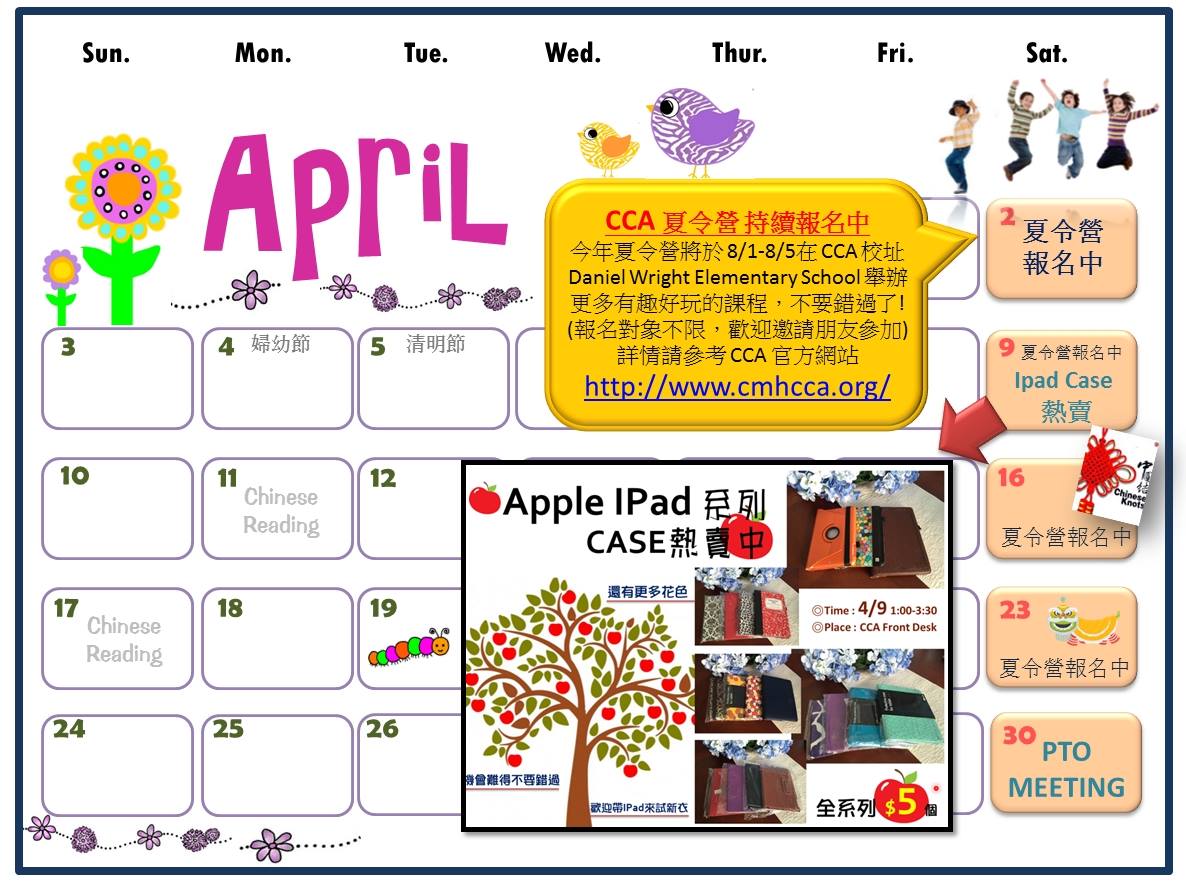 Sun. Mon. Tue. Wed. Thur. Fri. Sat.
April
CCA 夏令營 持續報名中
今年夏令營將於 8/1-8/5在 CCA 校址
Daniel Wright Elementary School 舉辦
更多有趣好玩的課程，不要錯過了!
(報名對象不限，歡迎邀請朋友參加)
詳情請參考 CCA 官方網站
http://www.cmhcca.org/
2 夏令營
報名中
3
4 婦幼節
5 清明節
9 夏令營報名中
Ipad Case
熱賣
10
11 Chinese
Reading
12
16
夏令營報名中
中國結
Chinese
Knots
17 Chinese
Reading
18
19
23
夏令營報名中
24
25
26
30 PTO
MEETING
Apple IPad 系列
CASE熱賣中
還有更多花色
◎Time : 4/9 1:00-3:30
◎Place : CCA Front Desk
機會難得不要錯過
歡迎帶IPad來試新衣
全系列 $5 個